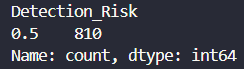 Detection_Risk
0.5    810
Name: count, dtype: int64